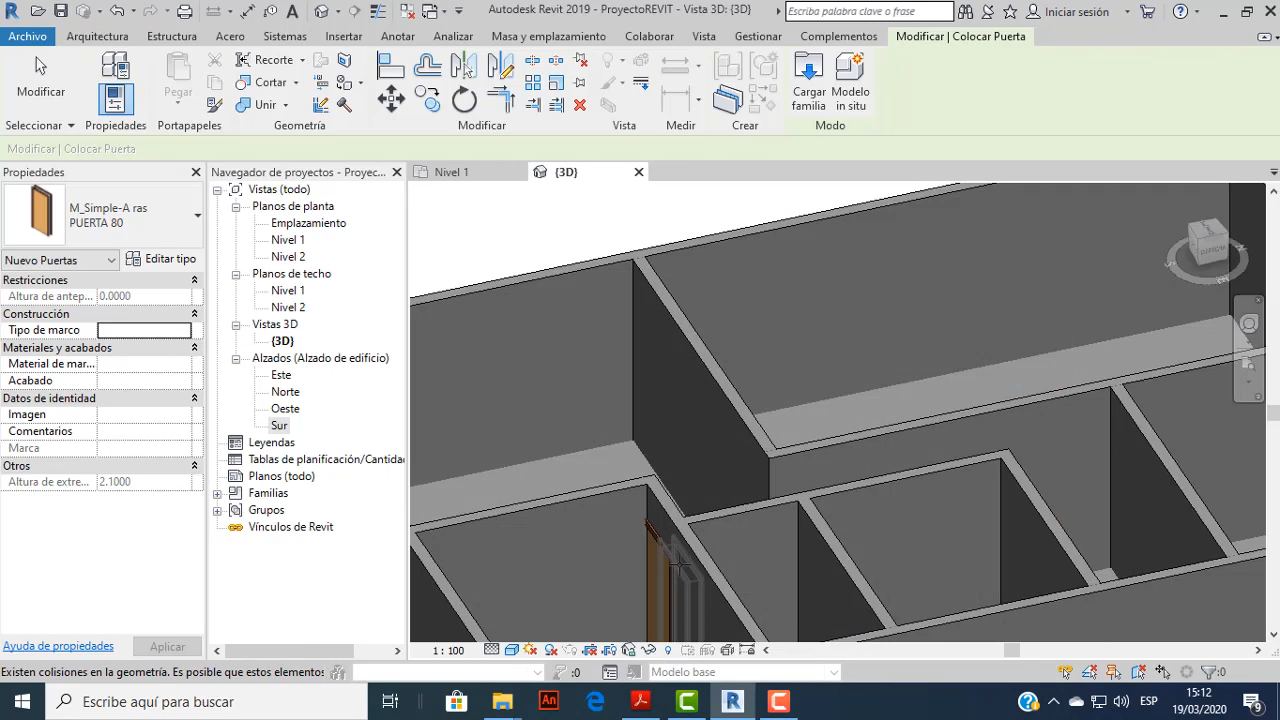 Autodesk Revit 2019 - ProyectoREVIT - Vista 3D: {3D}
Escriba palabra clave o frase
Iniciar sesión
Archivo Arquitectura Estructura Acero Sistemas Insertar Anotar Analizar Masa y emplazamiento Colaborar Vista Gestionar Complementos Modificar | Colocar Puerta
Modificar
Pegar
Recorte
Cortar
Unir
Cargar familia
Modelo in situ
Seleccionar Propiedades Portapapeles Geometría Modificar Vista Medir Crear Modo
Modificar | Colocar Puerta
Propiedades
M_Simple-A ras
PUERTA 80
Nuevo Puertas
Editar tipo
Restricciones
Altura de antep... 0.0000
Construcción
Tipo de marco
Materiales y acabados
Material de mar...
Acabado
Datos de identidad
Imagen
Comentarios
Marca
Otros
Altura de extre... 2.1000
Ayuda de propiedades
Aplicar
Navegador de proyectos - Proyec...
Vistas (todo)
Planos de planta
Emplazamiento
Nivel 1
Nivel 2
Planos de techo
Nivel 1
Nivel 2
Vistas 3D
{3D}
Alzados (Alzado de edificio)
Este
Norte
Oeste
Sur
Leyendas
Tablas de planificación/Cantida
Planos (todo)
Familias
Grupos
Vínculos de Revit
Nivel 1
{3D}
1 : 100
Existen colisiones en la geometría. Es posible que estos elemento:
:0
Modelo base
:0
Escribe aquí para buscar
An
R
C
ESP
15:12
19/03/2020
9